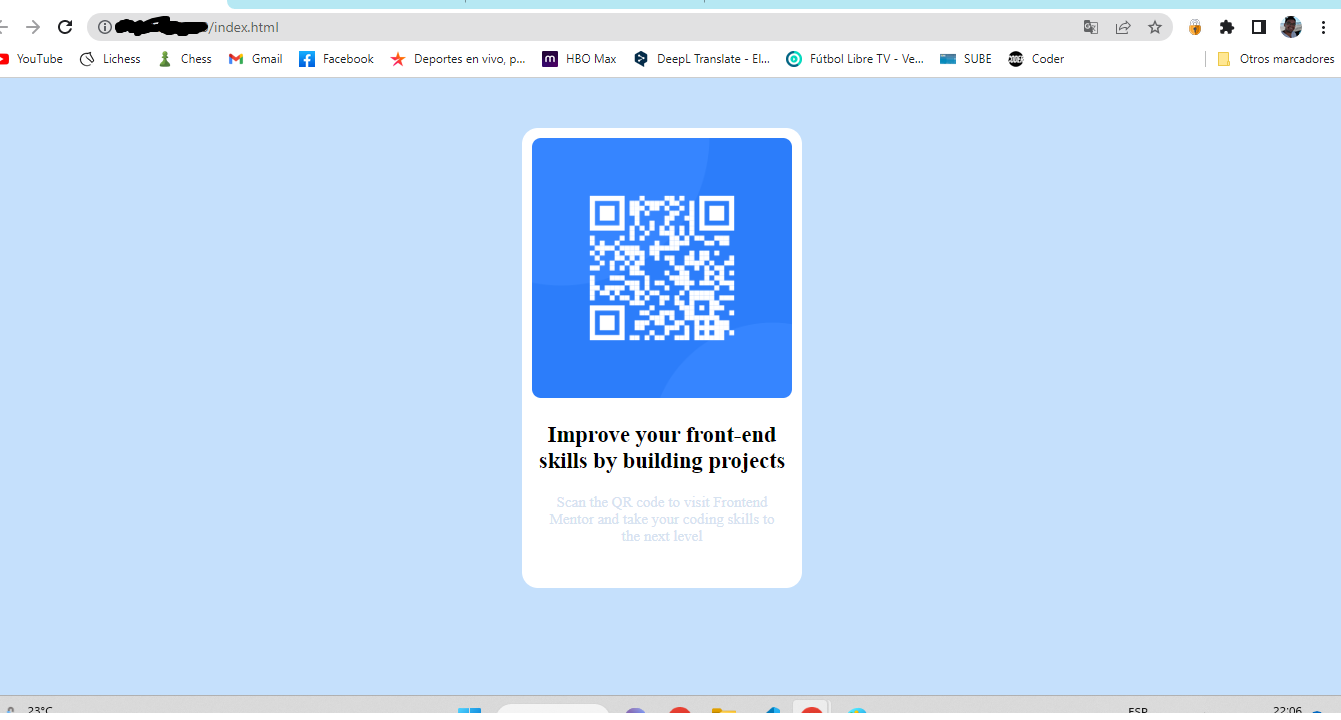 /index.html
YouTube Lichess Chess Gmail Facebook Deportes en vivo, p... HBO Max DeepL Translate - El... Fútbol Libre TV - Ve... SUBE Coder Otros marcadores
Improve your front-end
skills by building projects
Scan the QR code to visit Frontend
Mentor and take your coding skills to
the next level
23°C ESP 22:06